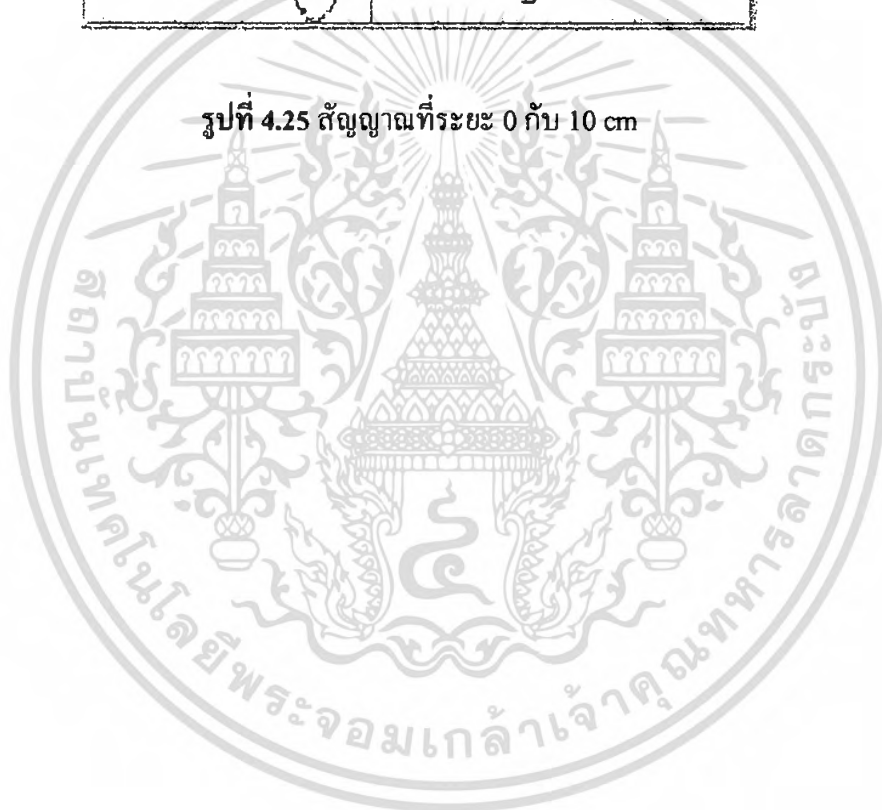 รูปที่ 4.25 สัญญาณที่ระยะ 0 กับ 10 cm
สถาบันเทคโนโลยีพระจอมเกล้าเจ้าคุณทหารลาดกระบัง